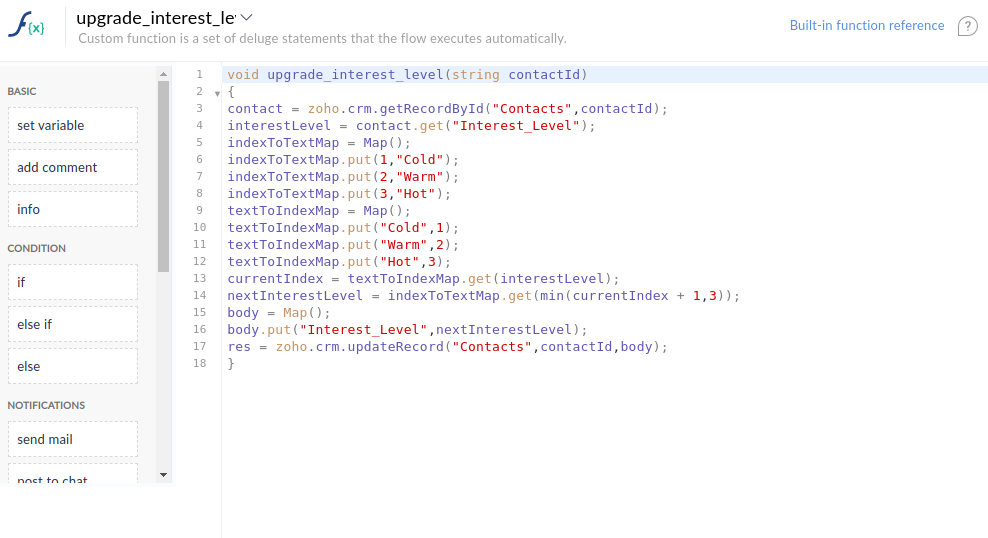 f{x}
upgrade_interest_le
Custom function is a set of deluge statements that the flow executes automatically.
Built-in function reference
?
BASIC
set variable
add comment
info
CONDITION
if
else if
else
NOTIFICATIONS
send mail
post to chat
1 void upgrade_interest_level(string contactId)
2 {
3 contact = zoho.crm.getRecordById("Contacts",contactId);
4 interestLevel = contact.get("Interest_Level");
5 indexToTextMap = Map();
6 indexToTextMap.put(1,"Cold");
7 indexToTextMap.put(2,"Warm");
8 indexToTextMap.put(3,"Hot");
9 textToIndexMap = Map();
10 textToIndexMap.put("Cold",1);
11 textToIndexMap.put("Warm",2);
12 textToIndexMap.put("Hot",3);
13 currentIndex = textToIndexMap.get(interestLevel);
14 nextInterestLevel = indexToTextMap.get(min(currentIndex + 1,3));
15 body = Map();
16 body.put("Interest_Level",nextInterestLevel);
17 res = zoho.crm.updateRecord("Contacts",contactId,body);
18 }